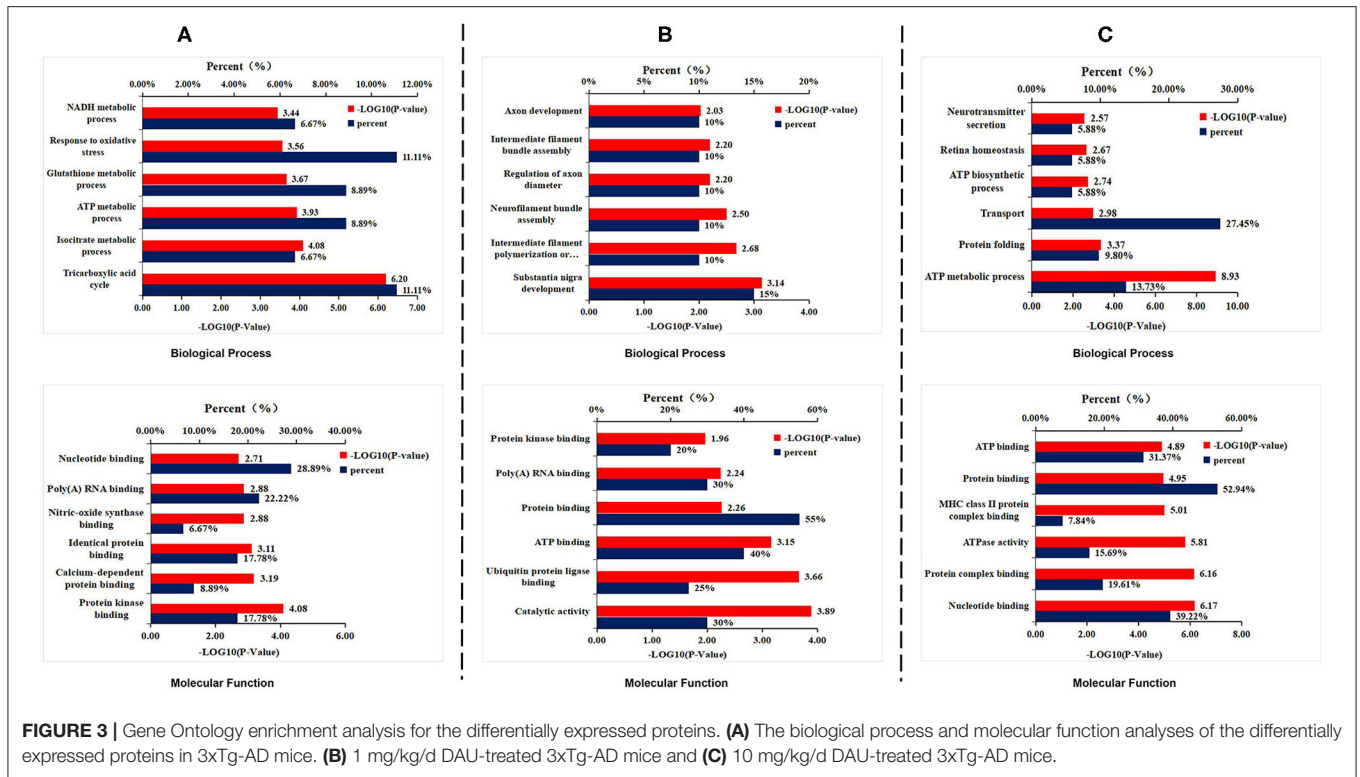 A
Percent (%)
0.00% 2.00% 4.00% 6.00% 8.00% 10.00% 12.00%
NADH metabolic
process
3.44
6.67%
-LOG10(P-value)
percent
Response to oxidative
stress
3.56
11.11%
Glutathione metabolic
process
3.67
8.89%
ATP metabolic
process
3.93
8.89%
Isocitrate metabolic
process
4.08
6.67%
Tricarboxylic acid
cycle
6.20
11.11%
0.00 1.00 2.00 3.00 4.00 5.00 6.00 7.00
-LOG10(P-Value)
Biological Process
Percent (%)
0.00% 10.00% 20.00% 30.00% 40.00%
Nucleotide binding
2.71
28.89%
-LOG10(P-value)
percent
Poly(A) RNA binding
2.88
22.22%
Nitric-oxide synthase
binding
2.88
6.67%
Identical protein
binding
3.11
17.78%
Calcium-dependent
protein binding
3.19
8.89%
Protein kinase
binding
4.08
17.78%
0.00 2.00 4.00 6.00
-LOG10(P-Value)
Molecular Function
B
Percent (%)
0% 5% 10% 15% 20%
Axon development
2.03
10%
-LOG10(P-value)
percent
Intermediate filament
bundle assembly
2.20
10%
Regulation of axon
diameter
2.20
10%
Neurofilament bundle
assembly
2.50
10%
Intermediate filament
polymerization or...
2.68
10%
Substantia nigra
development
3.14
15%
0.00 1.00 2.00 3.00 4.00
-LOG10(P-Value)
Biological Process
Percent (%)
0% 20% 40% 60%
Protein kinase binding
1.96
20%
-LOG10(P-value)
percent
Poly(A) RNA binding
2.24
30%
Protein binding
2.26
55%
ATP binding
3.15
40%
Ubiquitin protein ligase
binding
3.66
25%
Catalytic activity
3.89
30%
0.00 1.00 2.00 3.00 4.00
-LOG10(P-Value)
Molecular Function
C
Percent (%)
0.00% 10.00% 20.00% 30.00%
Neurotransmitter
secretion
2.57
5.88%
-LOG10(P-value)
percent
Retina homeostasis
2.67
5.88%
ATP biosynthetic
process
2.74
5.88%
Transport
2.98
27.45%
Protein folding
3.37
9.80%
ATP metabolic process
8.93
13.73%
0.00 2.00 4.00 6.00 8.00 10.00
-LOG10(P-Value)
Biological Process
Percent (%)
0.00% 20.00% 40.00% 60.00%
ATP binding
4.89
31.37%
-LOG10(P-value)
percent
Protein binding
4.95
52.94%
MHC class II protein
complex binding
5.01
7.84%
ATPase activity
5.81
15.69%
Protein complex binding
6.16
19.61%
Nucleotide binding
6.17
39.22%
0.00 2.00 4.00 6.00 8.00
-LOG10(P-Value)
Molecular Function
FIGURE 3 | Gene Ontology enrichment analysis for the differentially expressed proteins. (A) The biological process and molecular function analyses of the differentially
expressed proteins in 3xTg-AD mice. (B) 1 mg/kg/d DAU-treated 3xTg-AD mice and (C) 10 mg/kg/d DAU-treated 3xTg-AD mice.